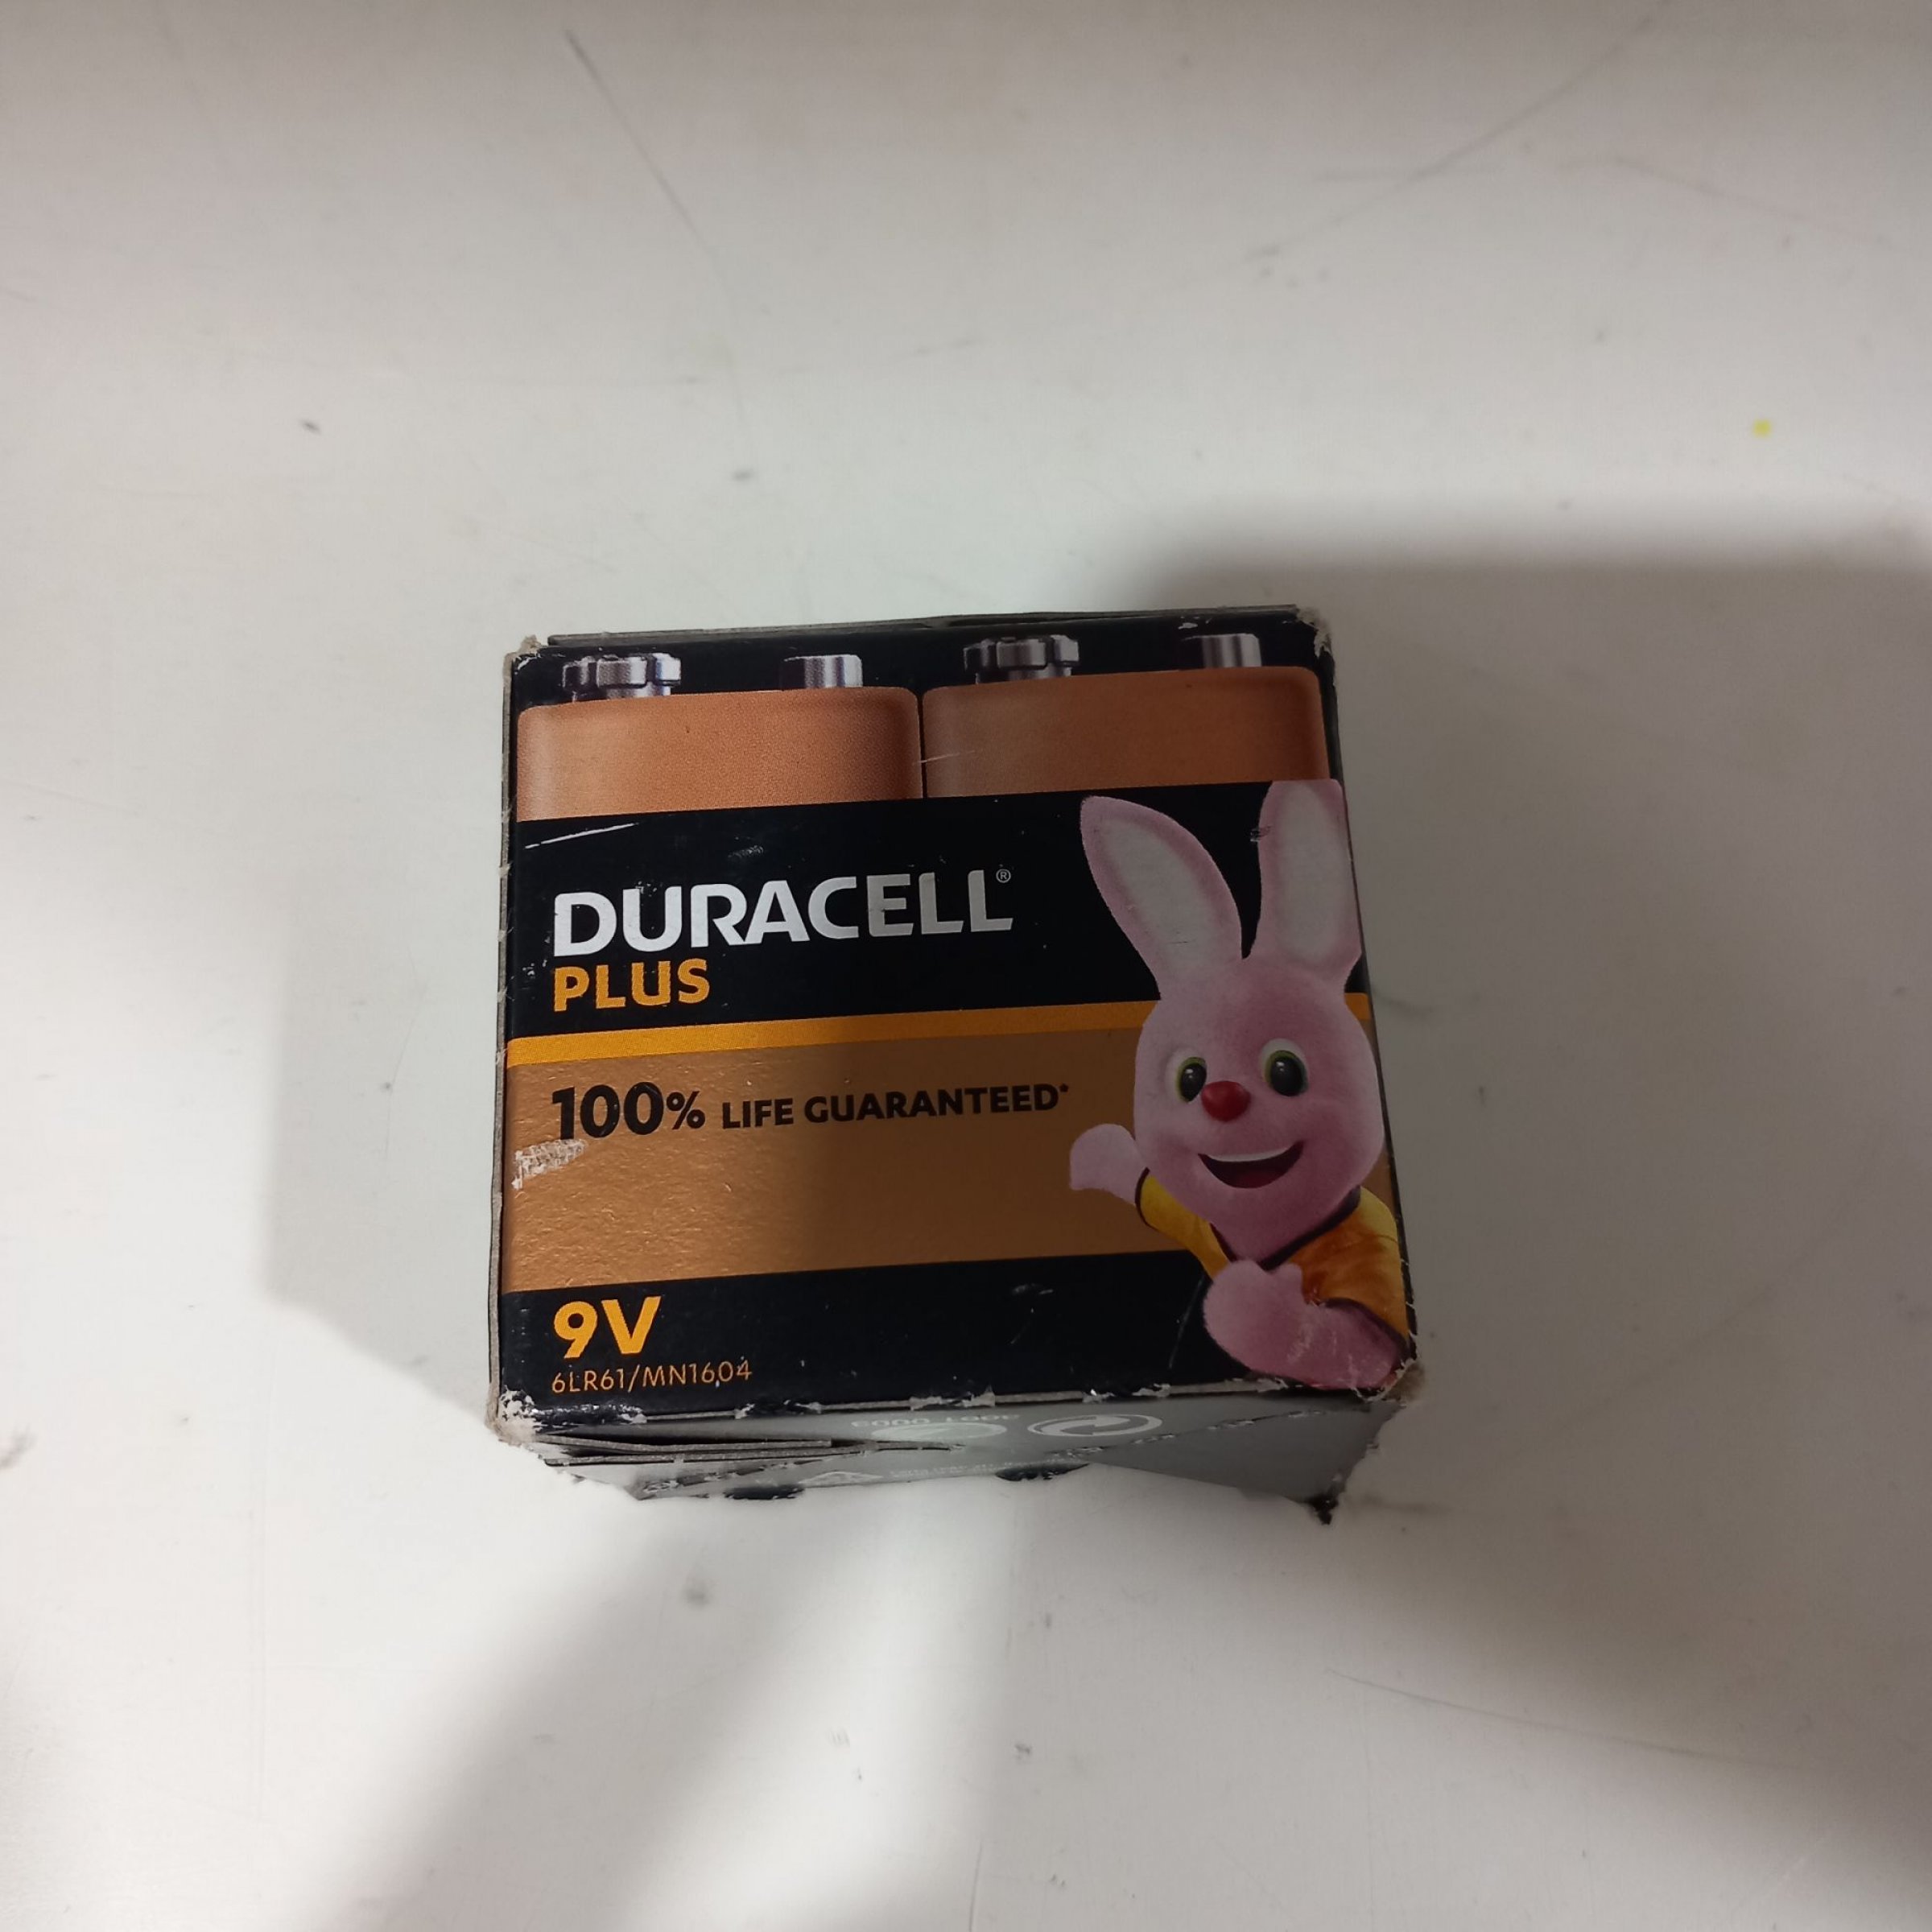 DURACELL®
PLUS
100% LIFE GUARANTEED*
9V
6LR61/MN1604